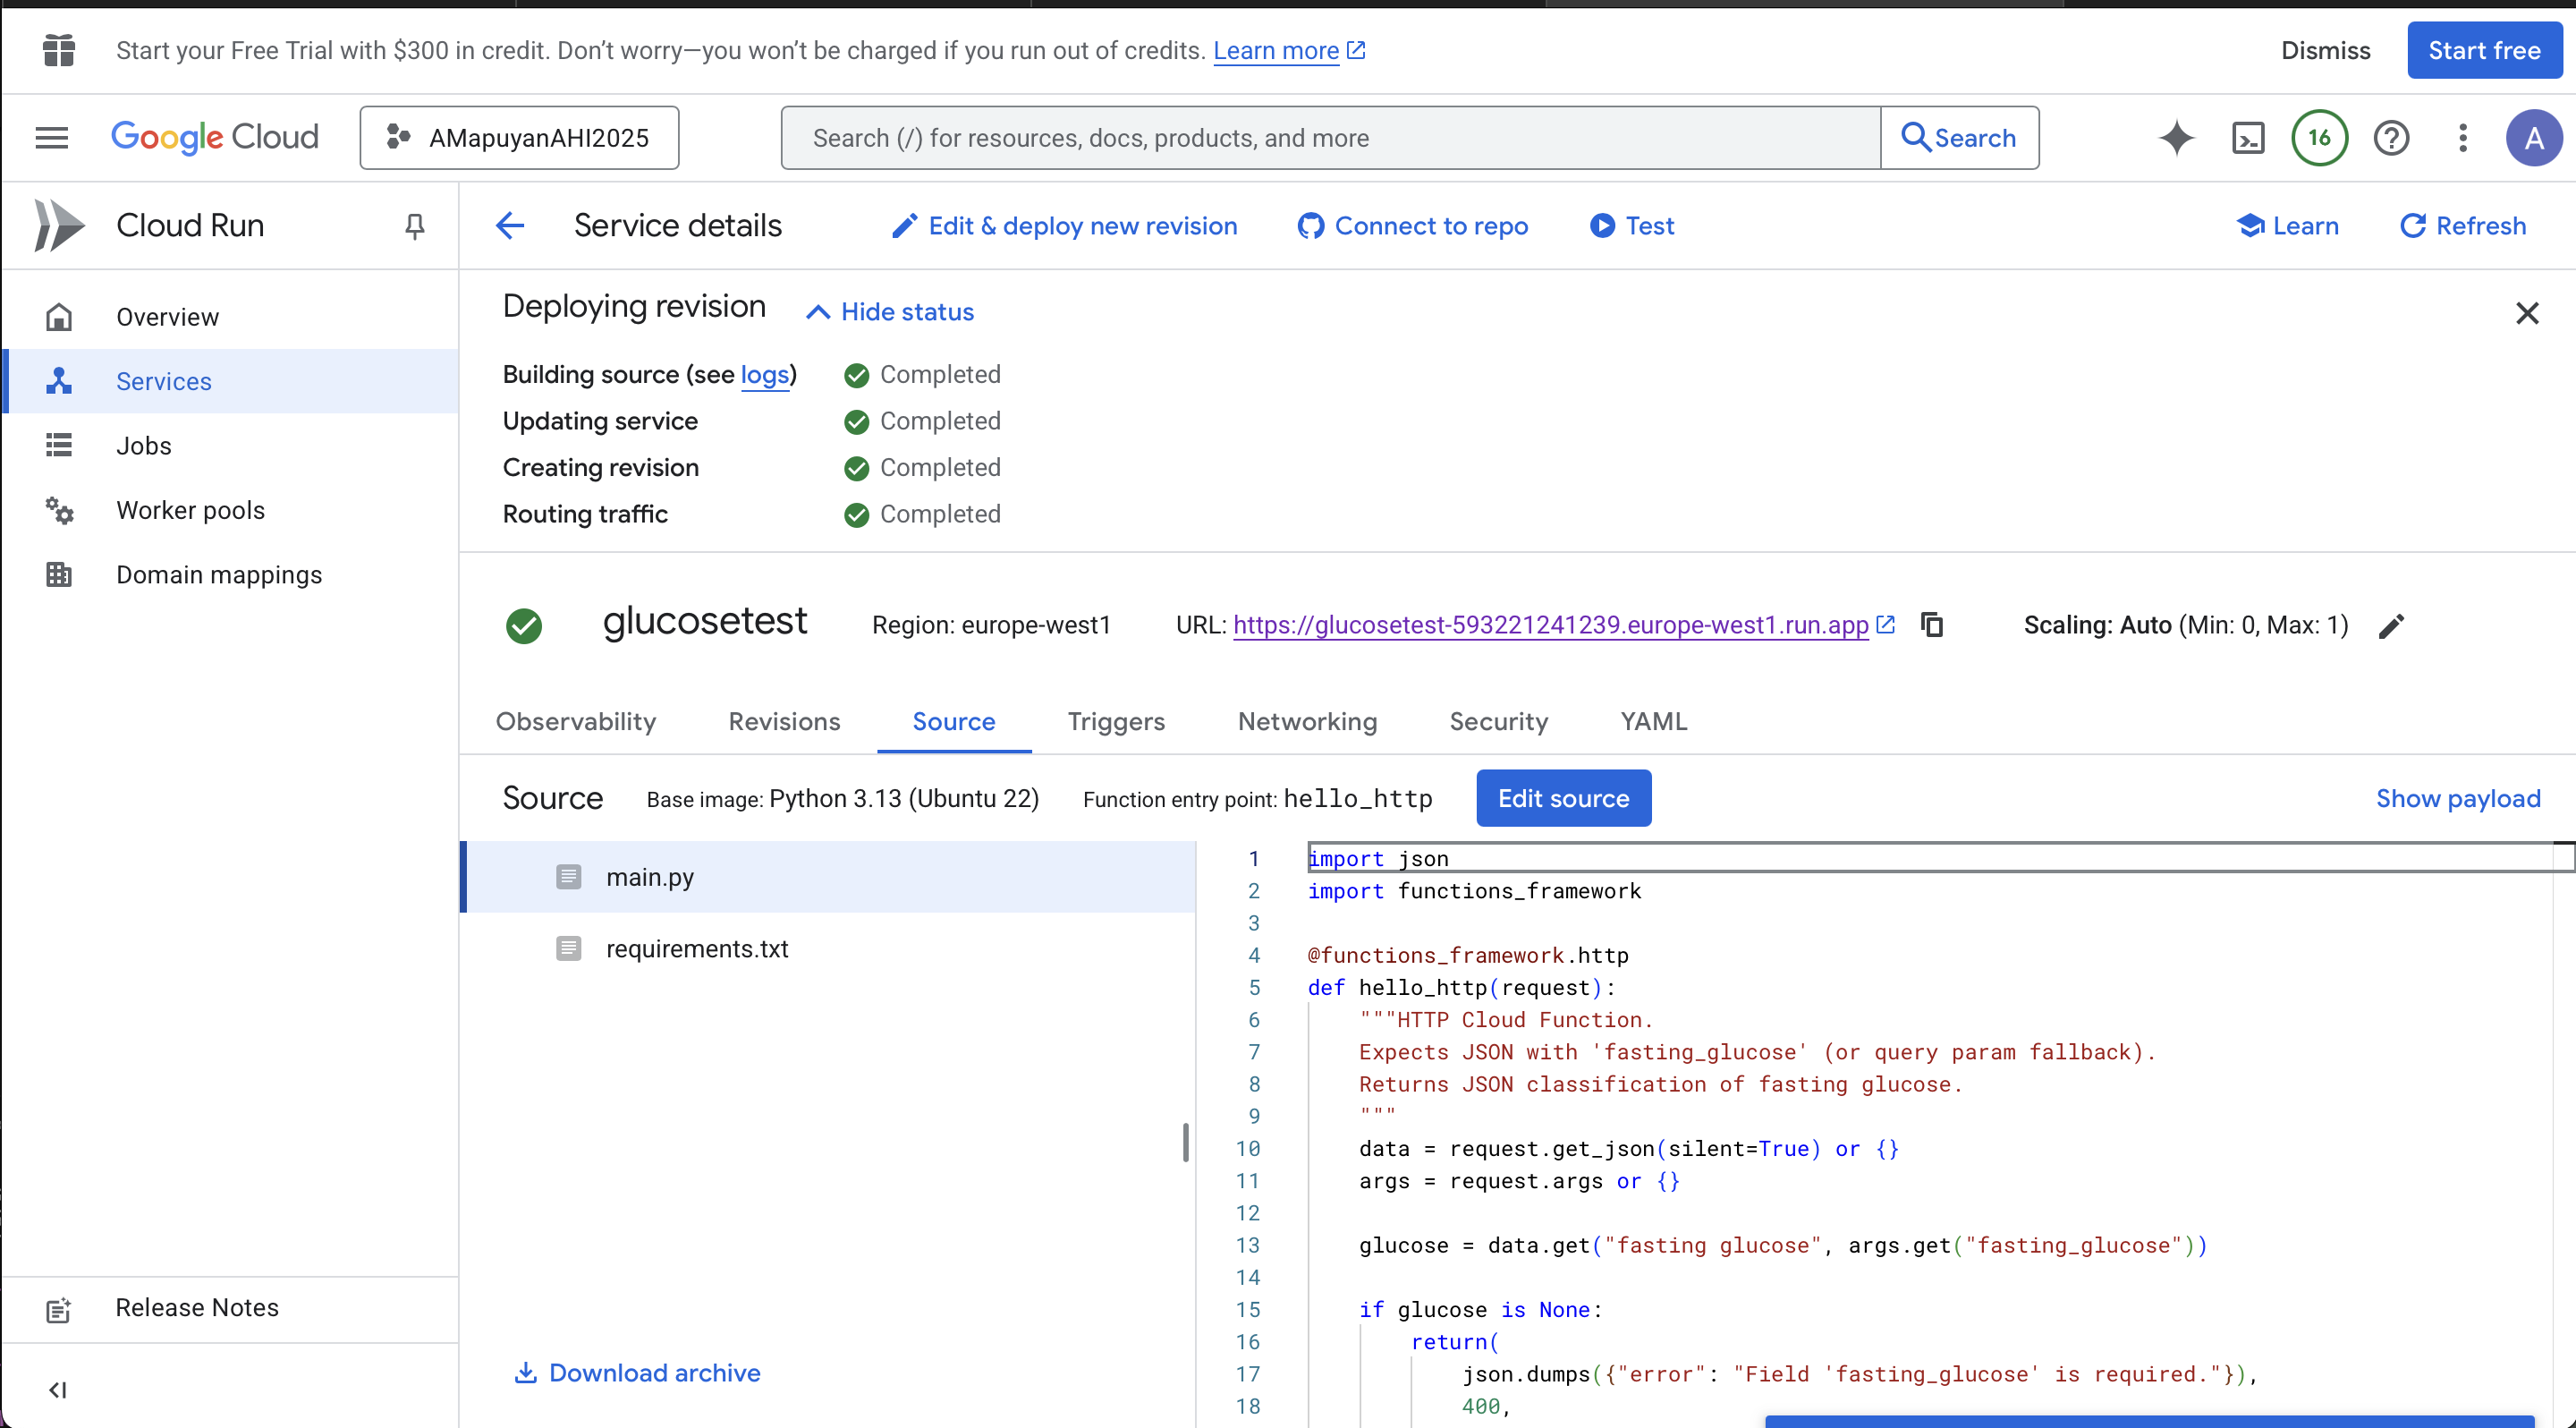 Start your Free Trial with $300 in credit. Don’t worry—you won’t be charged if you run out of credits. Learn more
Dismiss
Start free
Google Cloud
AMapuyanAHI2025
Search (/) for resources, docs, products, and more
Search
16
A
Cloud Run
Service details
Edit & deploy new revision
Connect to repo
Test
Learn
Refresh
Overview
Services
Jobs
Worker pools
Domain mappings
Release Notes
Deploying revision
Hide status
Building source (see logs) Completed
Updating service Completed
Creating revision Completed
Routing traffic Completed
glucosetest
Region: europe-west1
URL: https://glucosetest-593221241239.europe-west1.run.app
Scaling: Auto (Min: 0, Max: 1)
Observability
Revisions
Source
Triggers
Networking
Security
YAML
Source
Base image: Python 3.13 (Ubuntu 22)
Function entry point: hello_http
Edit source
Show payload
main.py
requirements.txt
Download archive
1 import json
2 import functions_framework
3
4 @functions_framework.http
5 def hello_http(request):
6     """HTTP Cloud Function.
7     Expects JSON with 'fasting_glucose' (or query param fallback).
8     Returns JSON classification of fasting glucose.
9     """
10     data = request.get_json(silent=True) or {}
11     args = request.args or {}
12
13     glucose = data.get("fasting glucose", args.get("fasting_glucose"))
14
15     if glucose is None:
16         return(
17             json.dumps({"error": "Field 'fasting_glucose' is required."}),
18             400,